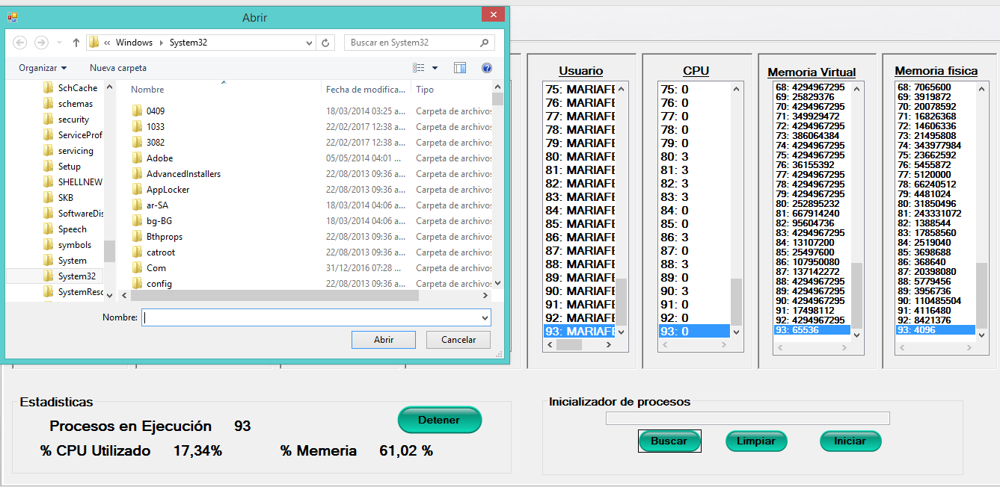 Abrir
« Windows › System32
Buscar en System32
Organizar
Nueva carpeta
SchCache
schemas
security
ServiceProf
servicing
Setup
SHELLNEW
SKB
SoftwareDis
Speech
symbols
System
System32
SystemResc
Nombre Fecha de modifica... Tipo
0409 18/03/2014 03:25 a... Carpeta de archivos
1033 22/02/2017 12:38 a... Carpeta de archivos
3082 22/02/2017 12:38 a... Carpeta de archivos
Adobe 05/05/2014 04:01 ... Carpeta de archivos
AdvancedInstallers 22/08/2013 09:36 a... Carpeta de archivos
AppLocker 22/08/2013 09:36 a... Carpeta de archivos
ar-SA 18/03/2014 04:06 a... Carpeta de archivos
bg-BG 18/03/2014 04:06 a... Carpeta de archivos
Bthprops 22/08/2013 09:36 a... Carpeta de archivos
catroot 22/08/2013 09:36 a... Carpeta de archivos
Com 31/12/2016 07:28 ... Carpeta de archivos
config 22/08/2013 09:36 a... Carpeta de archivos
Nombre:
Abrir
Cancelar
Usuario
75: MARIAFE
76: MARIAFE
77: MARIAFE
78: MARIAFE
79: MARIAFE
80: MARIAFE
81: MARIAFE
82: MARIAFE
83: MARIAFE
84: MARIAFE
85: MARIAFE
86: MARIAFE
87: MARIAFE
88: MARIAFE
89: MARIAFE
90: MARIAFE
91: MARIAFE
92: MARIAFE
93: MARIAFE
CPU
75: 0
76: 0
77: 0
78: 0
79: 0
80: 3
81: 3
82: 3
83: 3
84: 0
85: 0
86: 3
87: 0
88: 3
89: 0
90: 3
91: 0
92: 0
93: 0
Memoria Virtual
68: 4294967295
69: 25829376
70: 4294967295
71: 349929472
72: 4294967295
73: 386064384
74: 4294967295
75: 4294967295
76: 36155392
77: 4294967295
78: 4294967295
79: 4294967295
80: 252895232
81: 667914240
82: 95604736
83: 4294967295
84: 13107200
85: 25497600
86: 107950080
87: 137142272
88: 4294967295
89: 4294967295
90: 4294967295
91: 17498112
92: 4294967295
93: 65536
Memoria fisica
68: 7065600
69: 3919872
70: 20078592
71: 16826368
72: 14606336
73: 21495808
74: 343977984
75: 23662592
76: 5455872
77: 5120000
78: 66240512
79: 4481024
80: 31850496
81: 243331072
82: 1388544
83: 17858560
84: 2519040
85: 3698688
86: 368640
87: 20398080
88: 5779456
89: 3956736
90: 110485504
91: 4116480
92: 8421376
93: 4096
Estadisticas
Procesos en Ejecución 93
Detener
% CPU Utilizado 17,34% % Memeria 61,02 %
Inicializador de procesos
Buscar
Limpiar
Iniciar